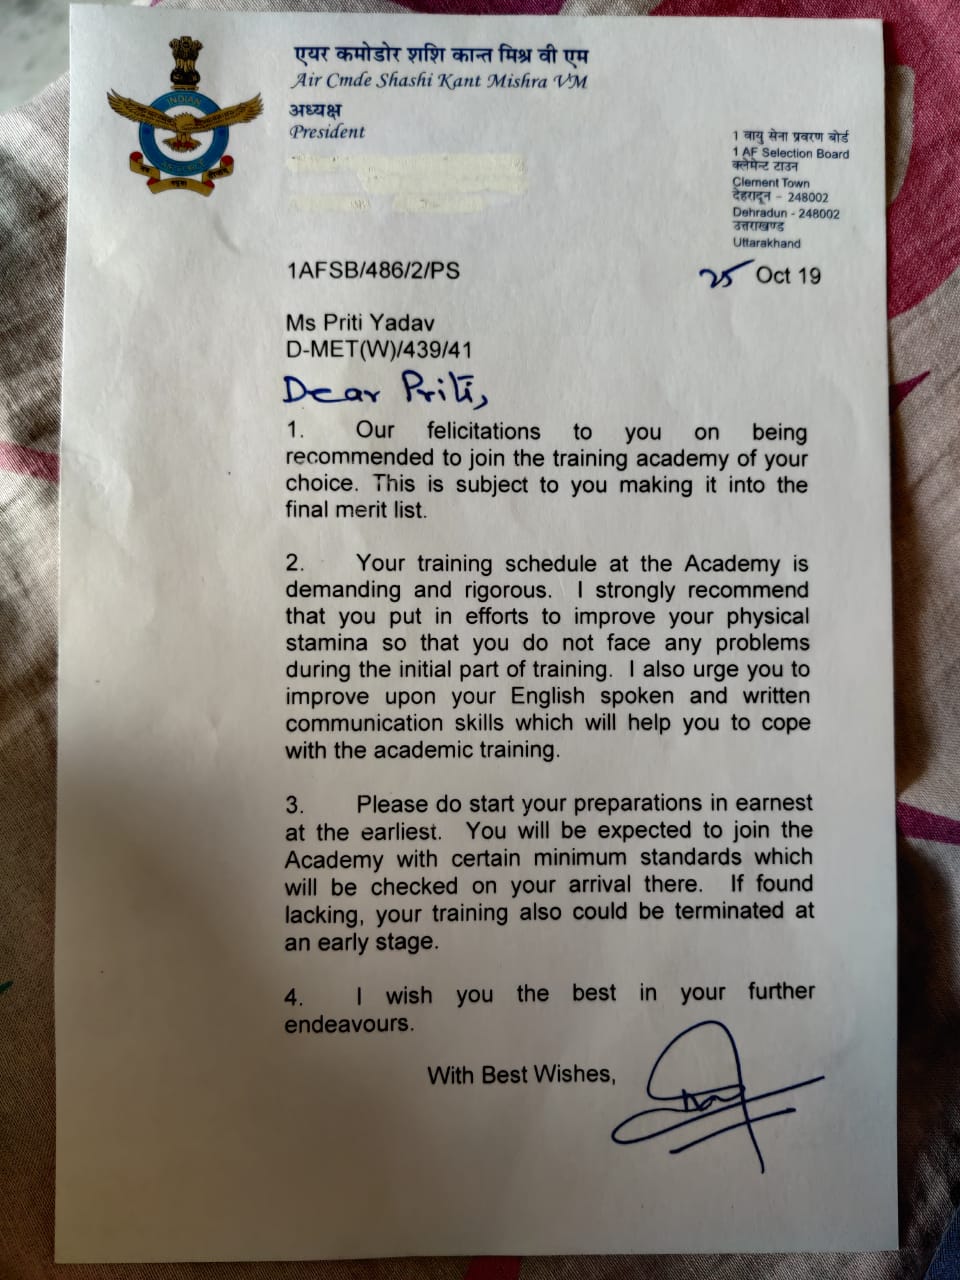 एयर कमोडोर शशि कान्त मिश्र वी एम
Air Cmde Shashi Kant Mishra VM
अध्यक्ष
President
INDIAN
AIR FORCE
1 वायु सेना प्रवरण बोर्ड
1 AF Selection Board
क्लेमेन्ट टाउन
Clement Town
देहरादून - 248002
Dehradun - 248002
उत्तराखण्ड
Uttarakhand
1AFSB/486/2/PS
25 Oct 19
Ms Priti Yadav
D-MET(W)/439/41
Dear Priti,
1. Our felicitations to you on being
recommended to join the training academy of your
choice. This is subject to you making it into the
final merit list.
2. Your training schedule at the Academy is
demanding and rigorous. I strongly recommend
that you put in efforts to improve your physical
stamina so that you do not face any problems
during the initial part of training. I also urge you to
improve upon your English spoken and written
communication skills which will help you to cope
with the academic training.
3. Please do start your preparations in earnest
at the earliest. You will be expected to join the
Academy with certain minimum standards which
will be checked on your arrival there. If found
lacking, your training also could be terminated at
an early stage.
4. I wish you the best in your further
endeavours.
With Best Wishes,